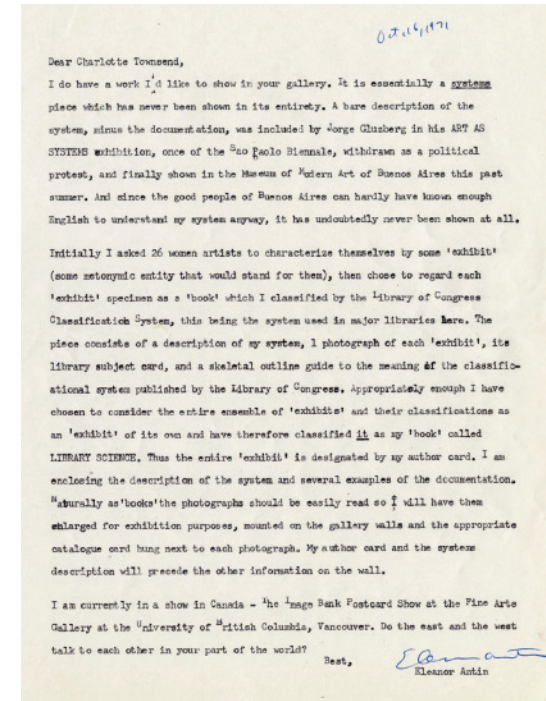 Oct. 16, 1971
Dear Charlotte Townsend,
I do have a work I'd like to show in your gallery. It is essentially a systems
piece which has never been shown in its entirety. A bare description of the
system, minus the documentation, was included by Jorge Gluzberg in his ART AS
SYSTEMS exhibition, once of the Sao Paolo Biennale, withdrawn as a political
protest, and finally shown in the Museum of Modern Art of Buenos Aires this past
summer. And since the good people of Buenos Aires can hardly have known enough
English to understand my system anyway, it has undoubtedly never been shown at all.
Initially I asked 26 women artists to characterize themselves by some 'exhibit'
(some metonymic entity that would stand for them), then chose to regard each
'exhibit' specimen as a 'book' which I classified by the Library of Congress
Classification System, this being the system used in major libraries here. The
piece consists of a description of my system, 1 photograph of each 'exhibit', its
library subject card, and a skeletal outline guide to the meaning of the classific-
ational system published by the Library of Congress. Appropriately enouph I have
chosen to consider the entire ensemble of 'exhibits' and their classifications as
an 'exhibit' of its own and have therefore classified it as my 'book' called
LIBRARY SCIENCE. Thus the entire 'exhibit' is designated by my author card. I am
enclosing the description of the system and several examples of the documentation.
Naturally as'books'the photographs should be easily read so I will have them
enlarged for exhibition purposes, mounted on the gallery walls and the appropriate
catalogue card hung next to each photograph. My author card and the systems
description will precede the other information on the wall.
I am currently in a show in Canada - The Image Bank Postcard Show at the Fine Arts
Gallery at the University of British Columbia, Vancouver. Do the east and the west
talk to each other in your part of the world?
Best,
Eleanor Antin
Eleanor Antin